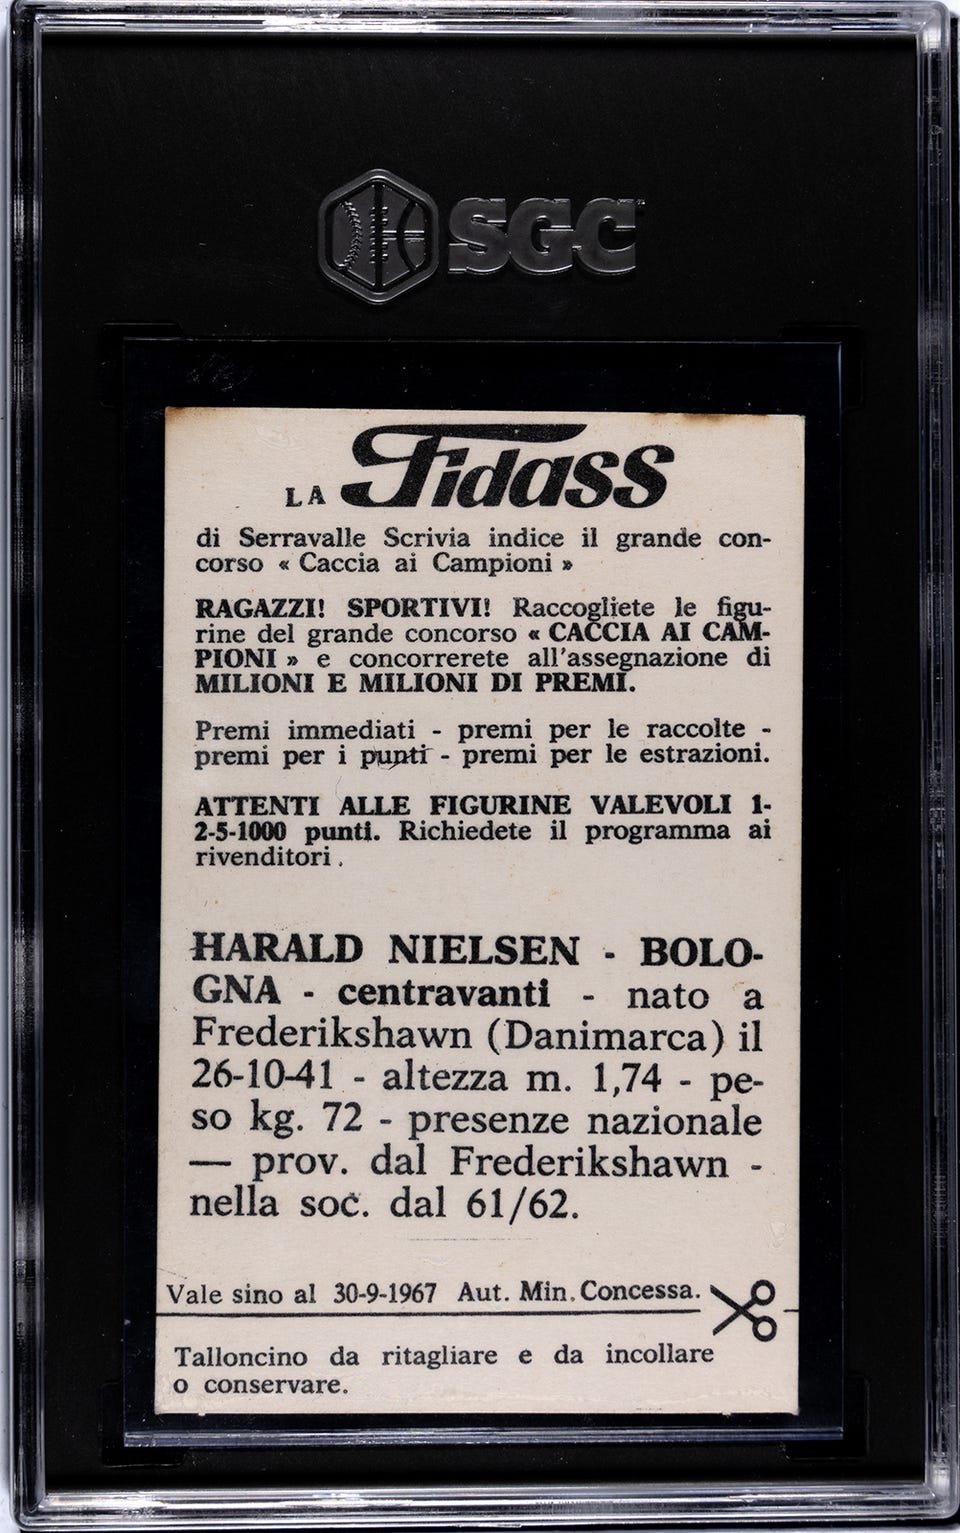 SGC
LA Fidass
di Serravalle Scrivia indice il grande con-
corso « Caccia ai Campioni »
RAGAZZI! SPORTIVI! Raccogliete le figu-
rine del grande concorso « CACCIA AI CAM-
PIONI » e concorrerete all'assegnazione di
MILIONI E MILIONI DI PREMI.
Premi immediati - premi per le raccolte -
premi per i punti - premi per le estrazioni.
ATTENTI ALLE FIGURINE VALEVOLI 1-
2-5-1000 punti. Richiedete il programma ai
rivenditori.
HARALD NIELSEN - BOLO-
GNA - centravanti - nato a
Frederikshawn (Danimarca) il
26-10-41 - altezza m. 1,74 - pe-
so kg. 72 - presenze nazionale
— prov. dal Frederikshawn -
nella soc. dal 61/62.
Vale sino al 30-9-1967 Aut. Min. Concessa.
Talloncino da ritagliare e da incollare
o conservare.